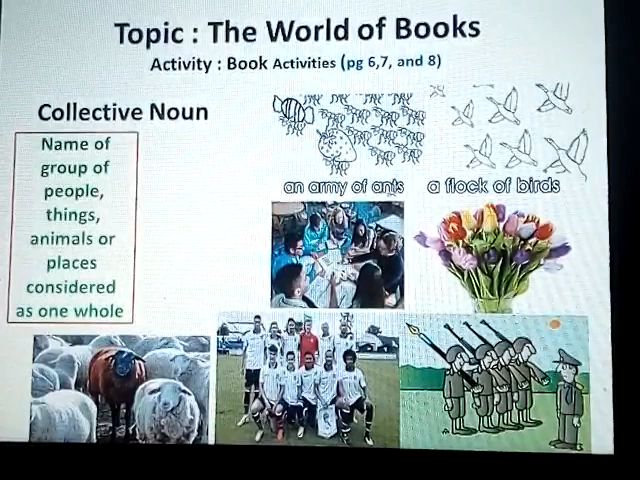 Topic : The World of Books
Activity : Book Activities (pg 6,7, and 8)
Collective Noun
Name of
group of
people,
things,
animals or
places
considered
as one whole
an army of ants
a flock of birds